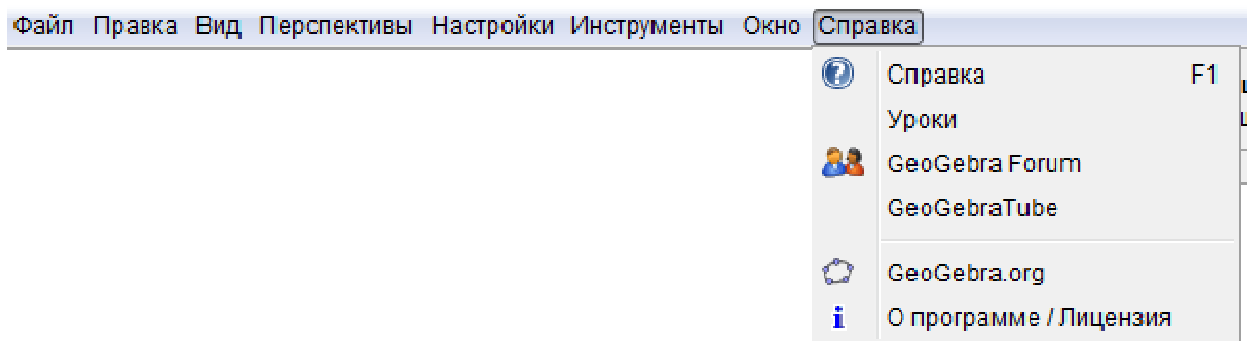 Файл Правка Вид Перспективы Настройки Инструменты Окно Справка
Справка F1
Уроки
GeoGebra Forum
GeoGebraTube
GeoGebra.org
О программе / Лицензия